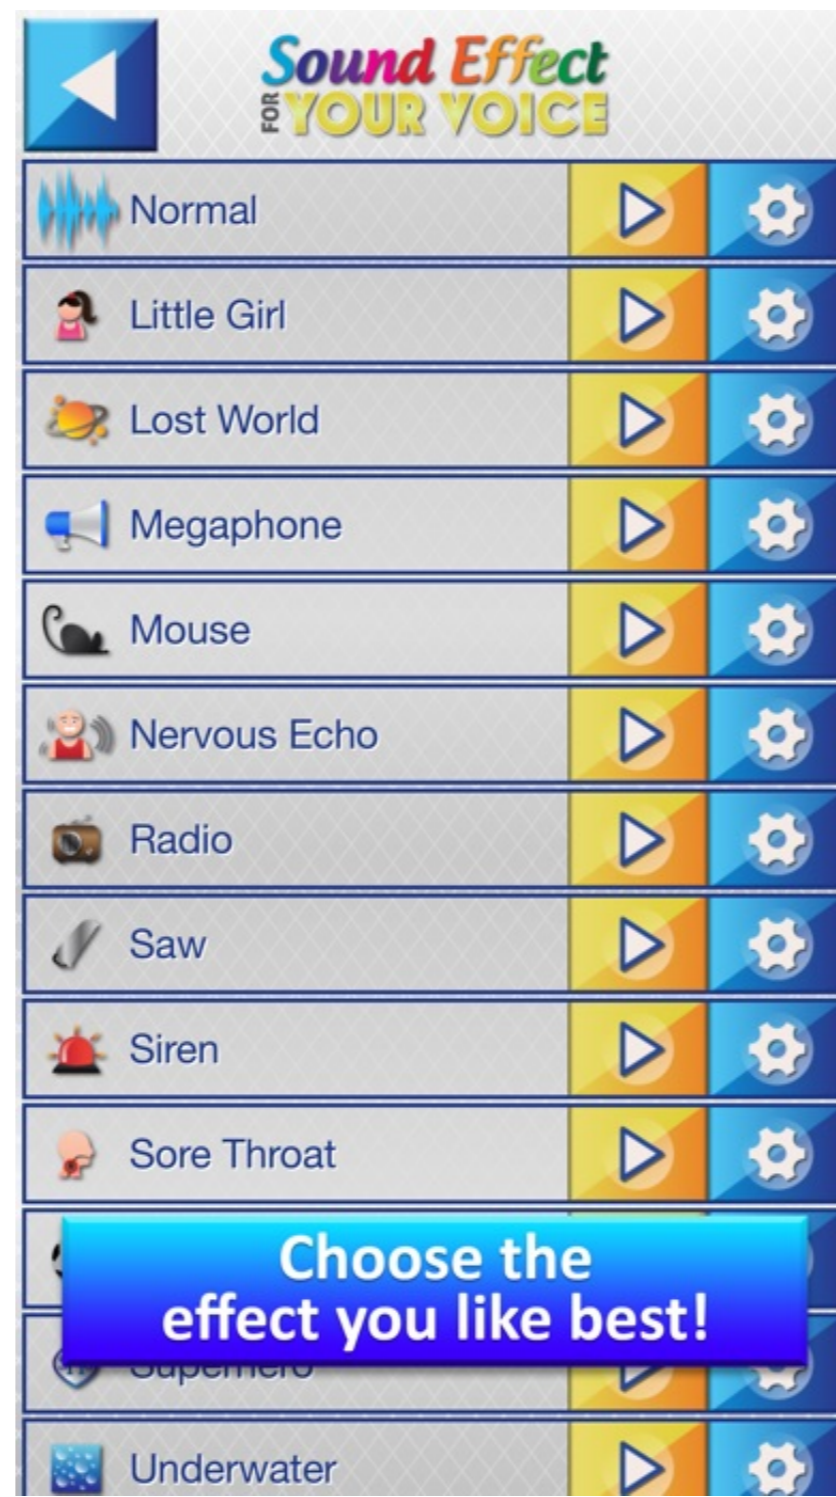 Sound Effect
FOR YOUR VOICE
Normal
Little Girl
Lost World
Megaphone
Mouse
Nervous Echo
Radio
Saw
Siren
Sore Throat
Choose the
effect you like best!
Superhero
Underwater